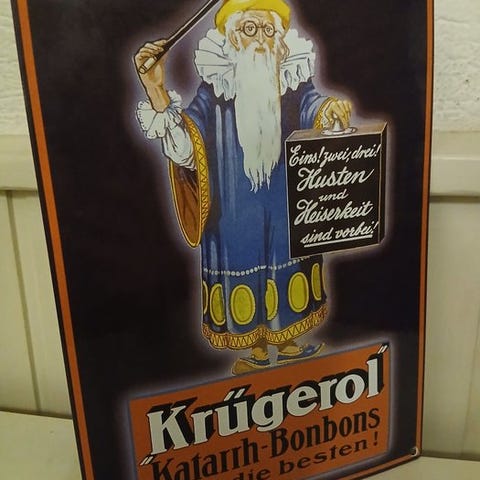 Eins! zwei, drei!
Husten
und
Heiserkeit
sind vorbei!
"Krügerol"
Katarrh-Bonbons
die besten!